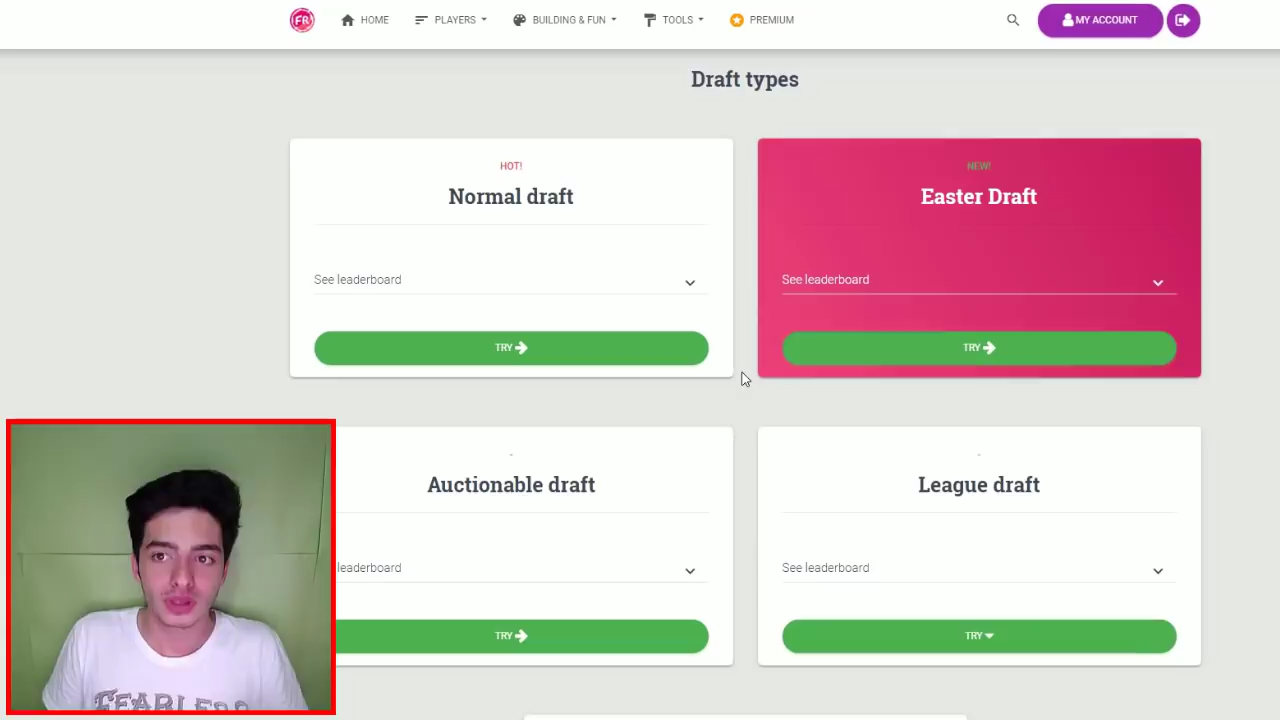 FR HOME PLAYERS BUILDING & FUN TOOLS PREMIUM MY ACCOUNT
Draft types
HOT!
Normal draft
See leaderboard
TRY
NEW!
Easter Draft
See leaderboard
TRY
-
Auctionable draft
leaderboard
TRY
-
League draft
See leaderboard
TRY
FEARLESS